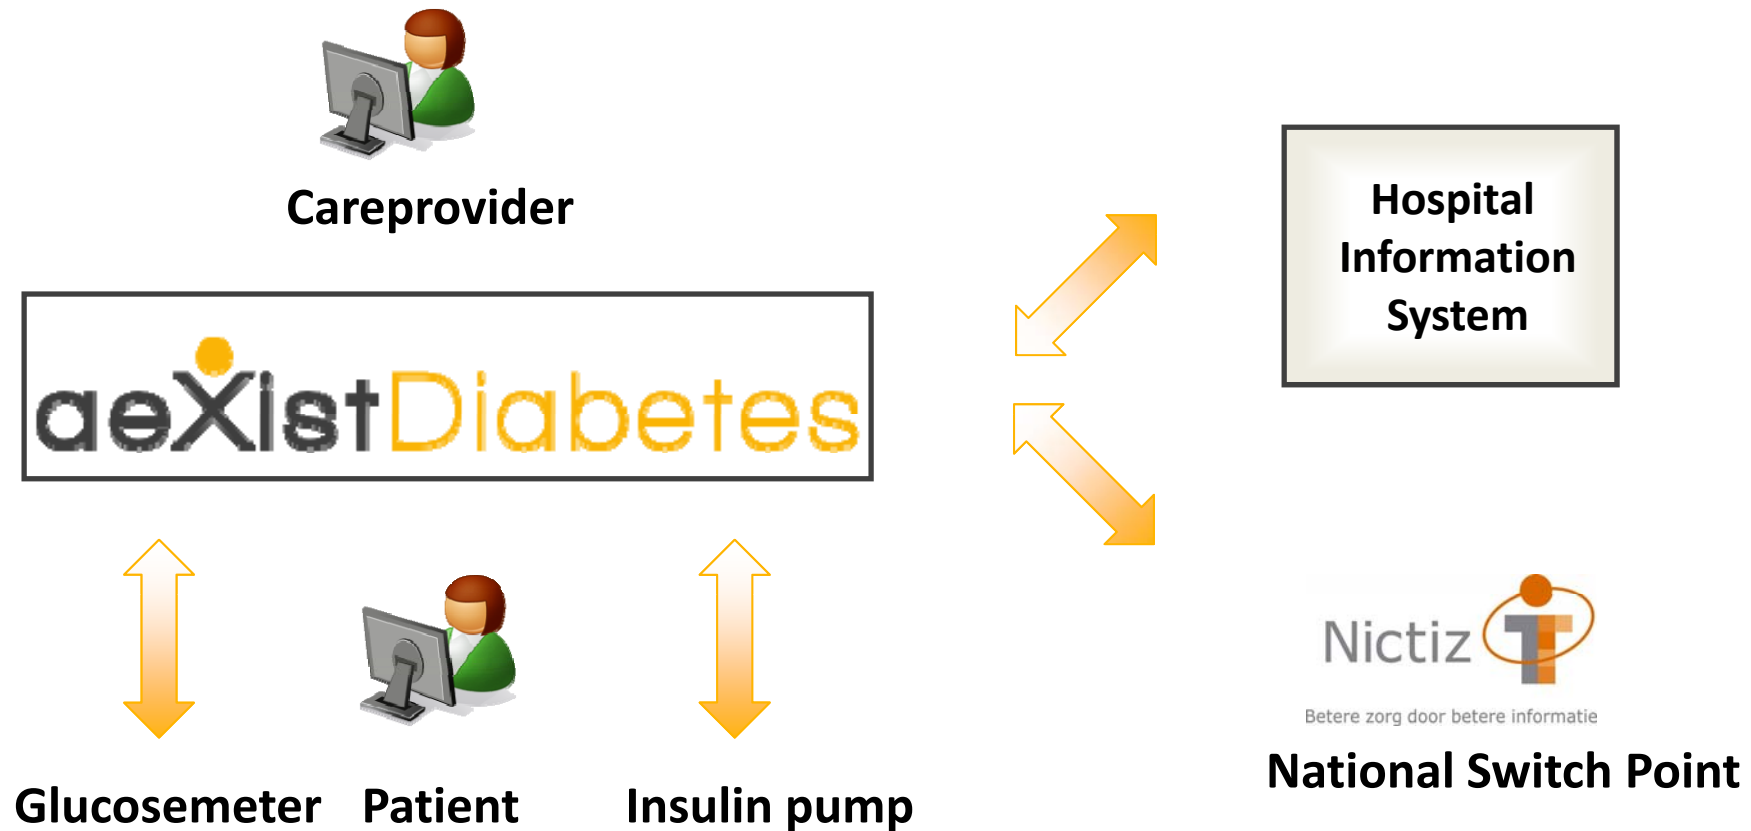 Careprovider
aeXistDiabetes
Hospital
Information
System
Nictiz
Betere zorg door betere informatie
National Switch Point
Glucosemeter
Patient
Insulin pump